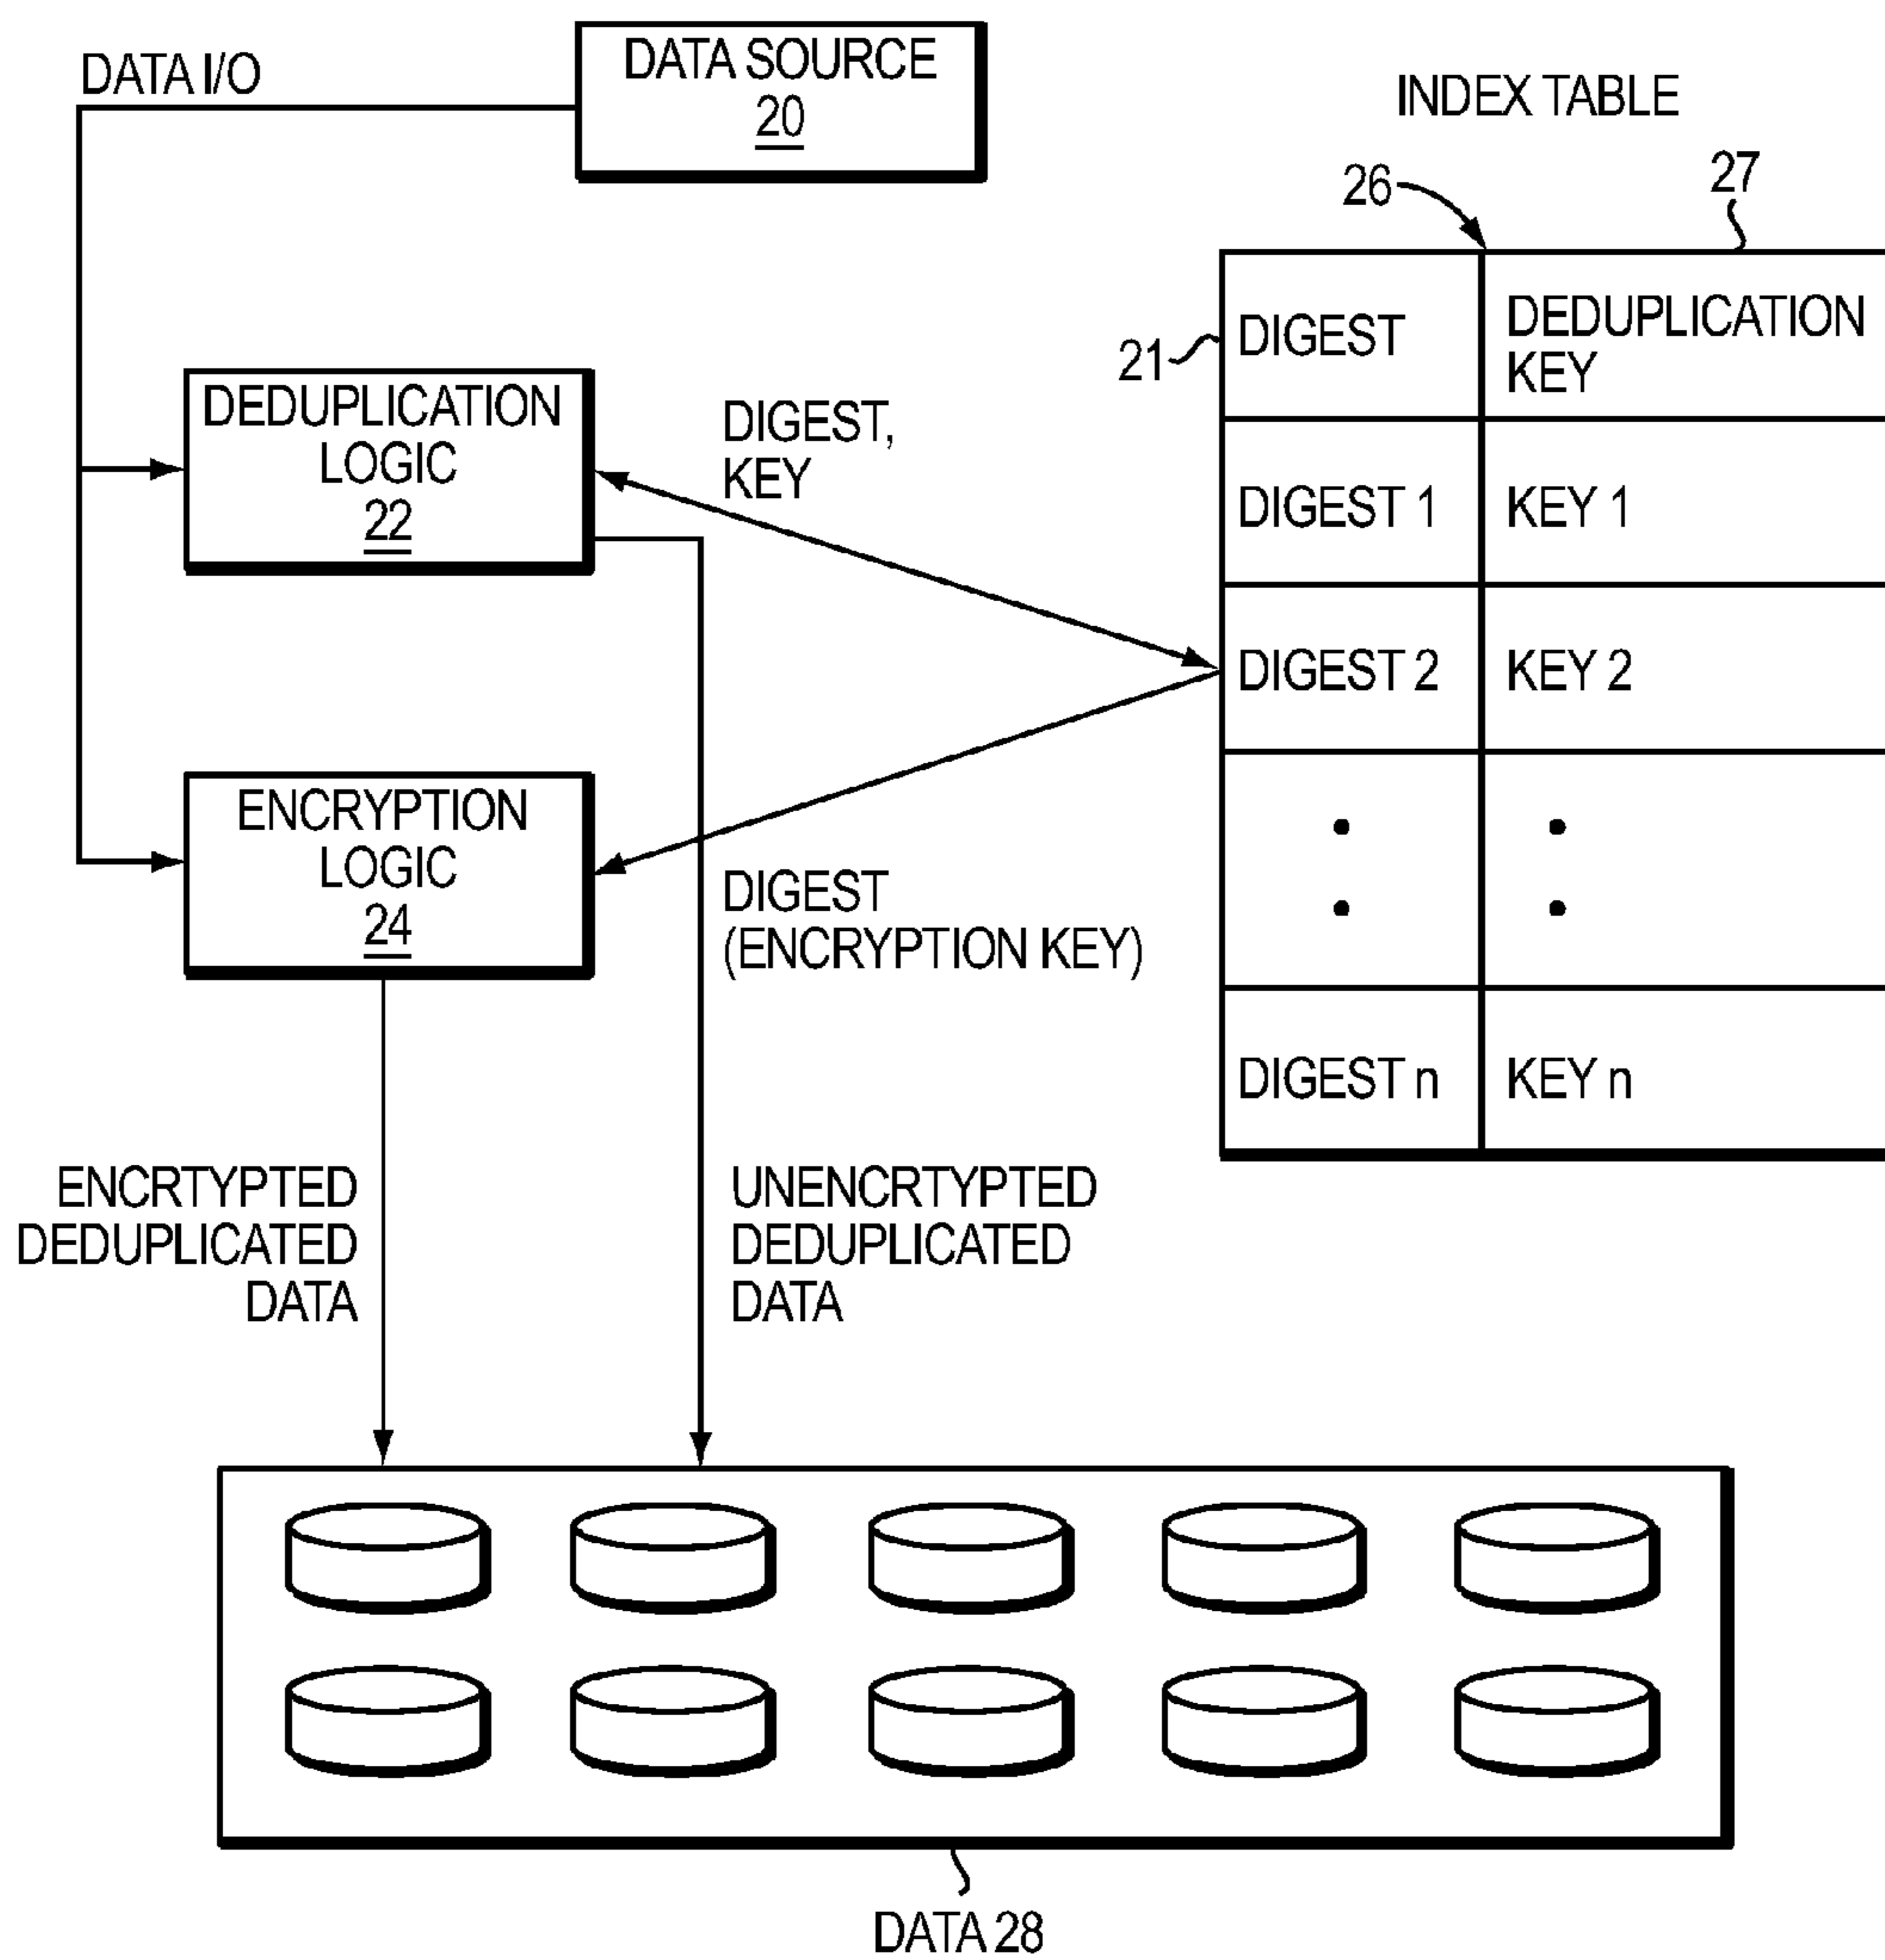 DATA I/O
DATA SOURCE
20
INDEX TABLE
26
27
21
DIGEST
DEDUPLICATION
KEY
DIGEST 1
KEY 1
DIGEST 2
KEY 2
DIGEST n
KEY n
DEDUPLICATION
LOGIC
22
DIGEST,
KEY
ENCRYPTION
LOGIC
24
DIGEST
(ENCRYPTION KEY)
ENCRTYPTED
DEDUPLICATED
DATA
UNENCRTYPTED
DEDUPLICATED
DATA
DATA 28